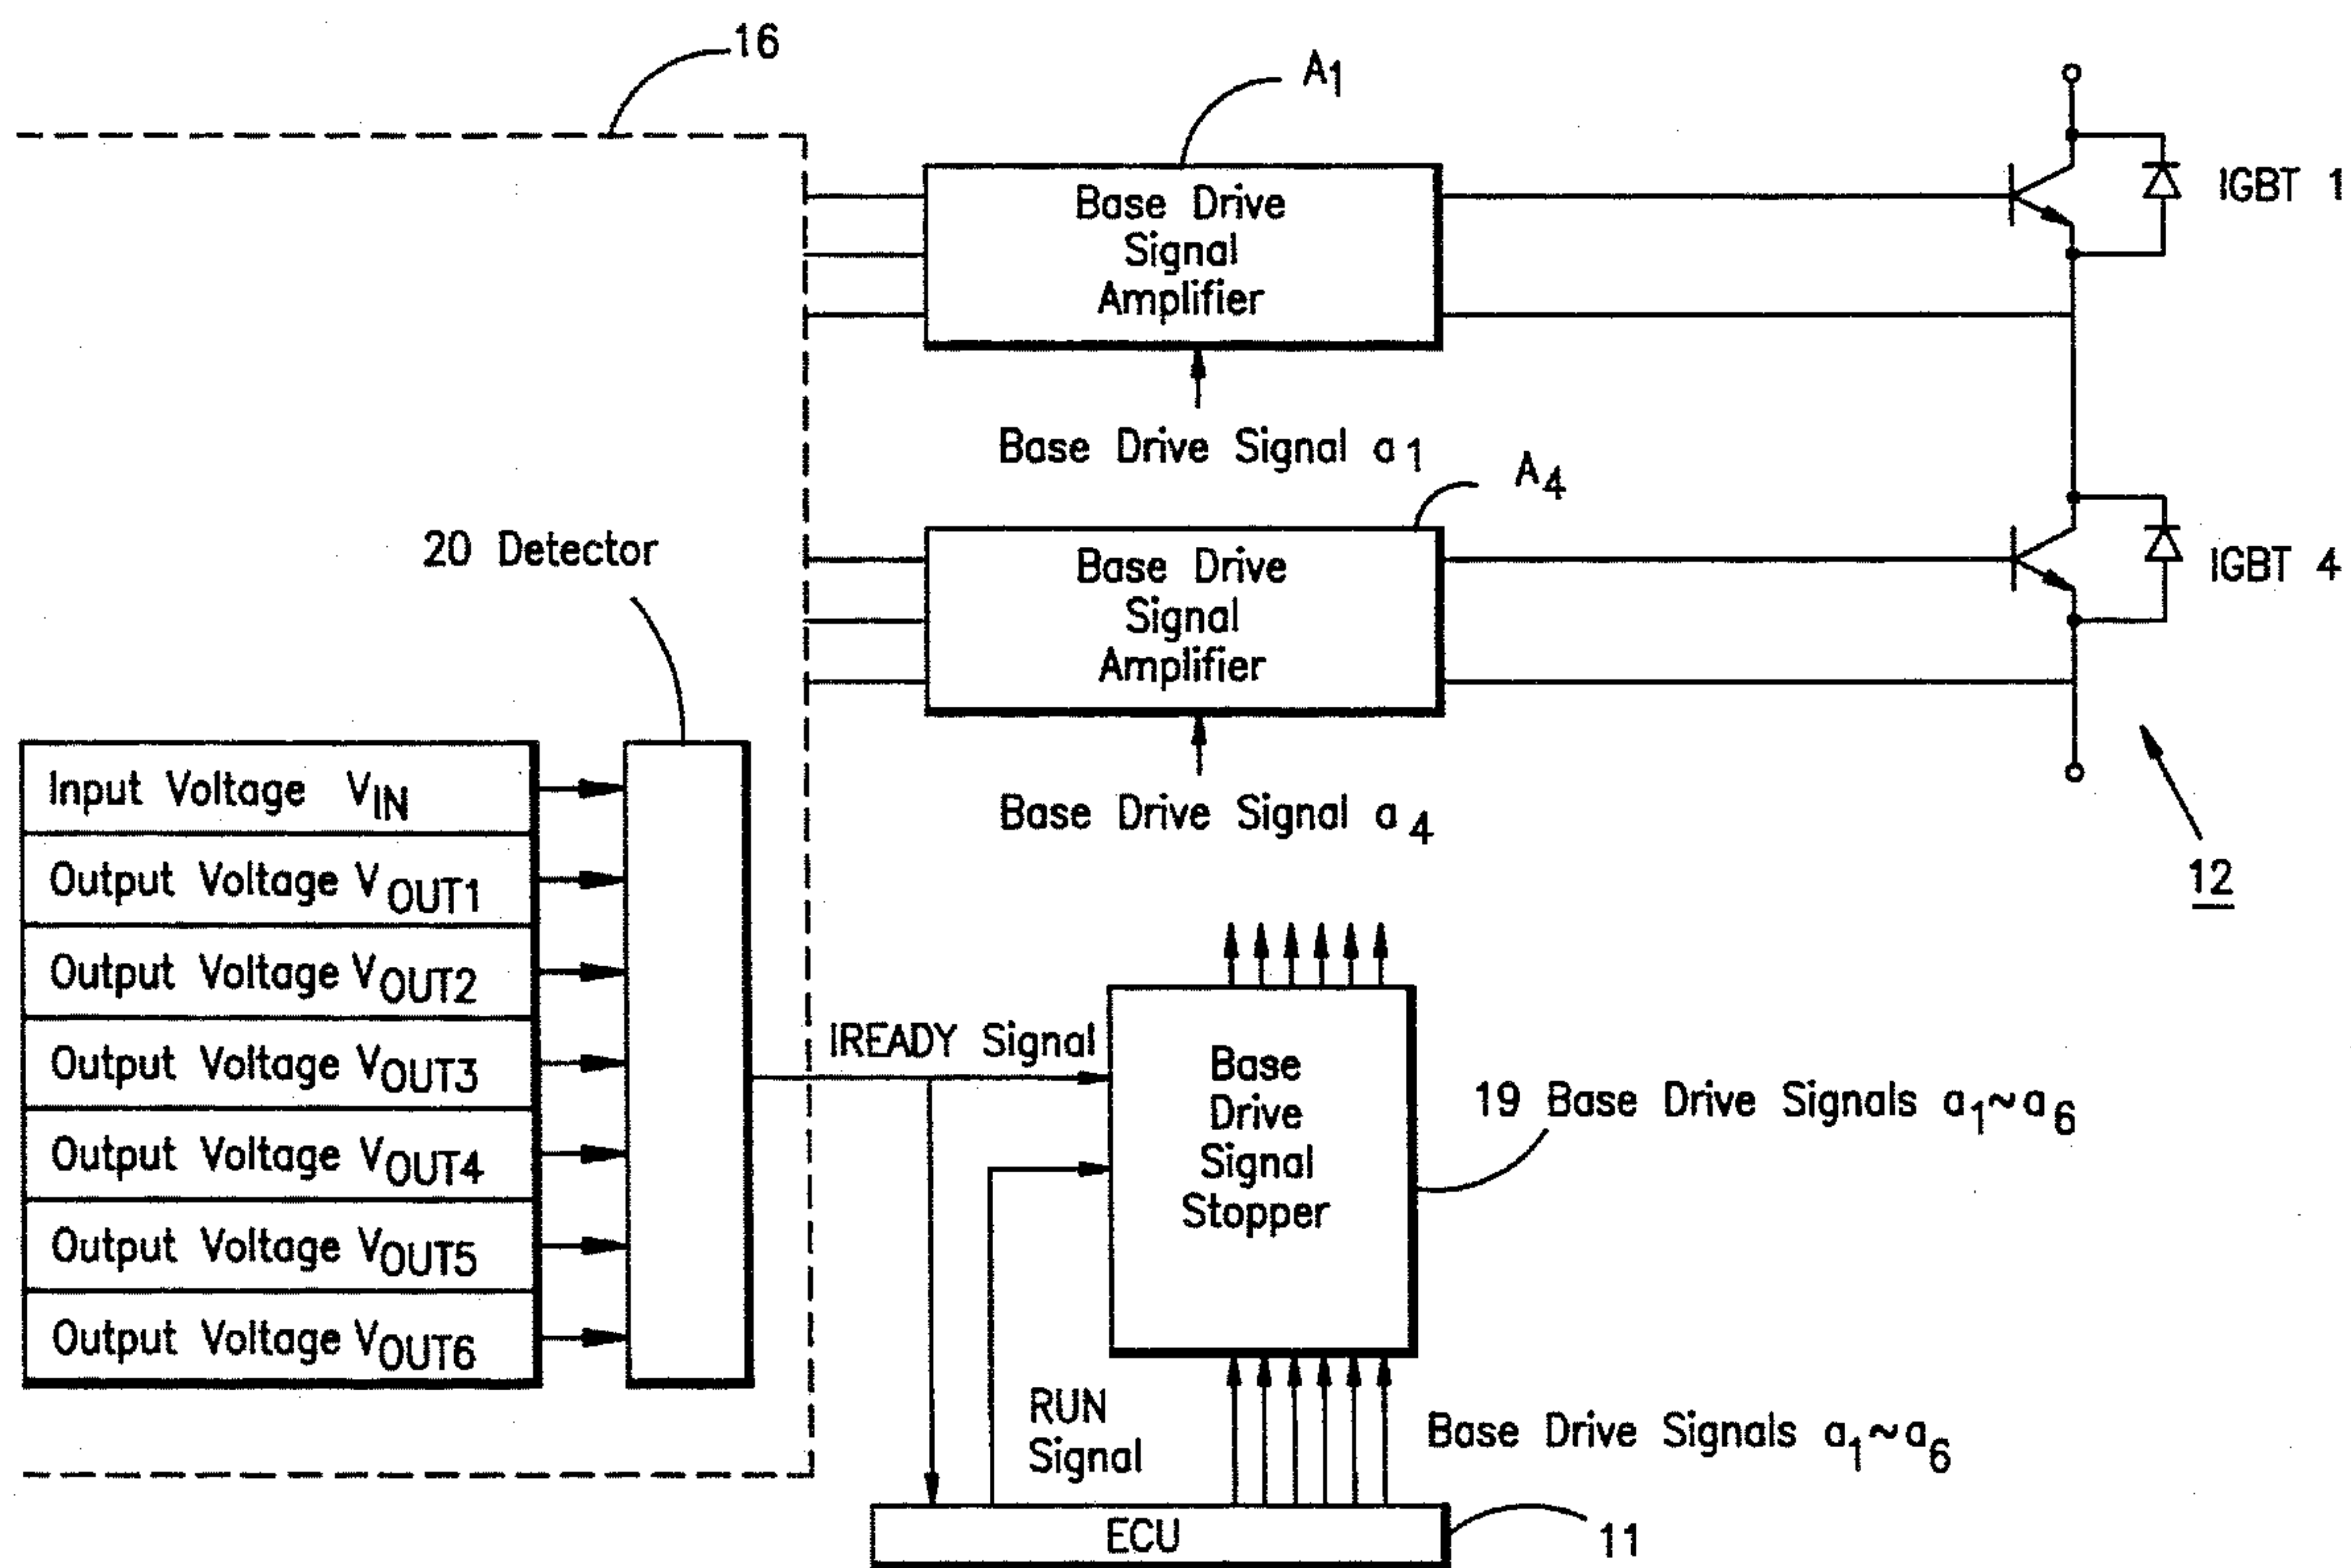 16
A1
Base Drive
Signal
Amplifier
IGBT 1
Base Drive Signal a1
A4
20 Detector
Base Drive
Signal
Amplifier
IGBT 4
Base Drive Signal a4
12
Input Voltage VIN
Output Voltage VOUT1
Output Voltage VOUT2
Output Voltage VOUT3
Output Voltage VOUT4
Output Voltage VOUT5
Output Voltage VOUT6
IREADY Signal
Base
Drive
Signal
Stopper
19 Base Drive Signals a1~a6
RUN
Signal
Base Drive Signals a1~a6
ECU
11